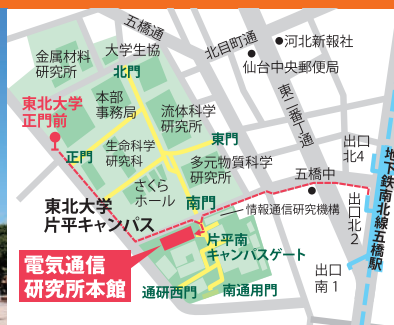 五橋通
北目町通
河北新報社
仙台中央郵便局
金属材料
研究所
大学生協
北門
東二番丁通
東北大学
正門前
本部
事務局
流体科学
研究所
東門
出口
北4
正門
生命科学
研究科
多元物質科学
研究所
さくら
ホール
五橋中
地下鉄南北線五橋駅
東北大学
片平キャンパス
南門
情報通信研究機構
出口
北2
片平南
キャンパスゲート
電気通信
研究所本館
出口
南1
通研西門
南通用門